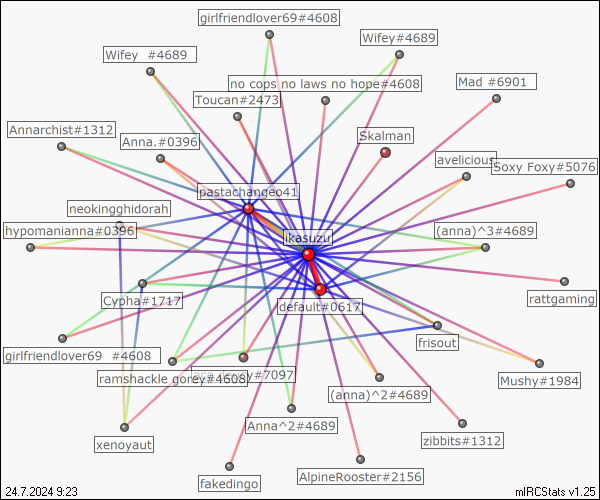 girlfriendlover69#4608
Wifey #4689
Wifey#4689
no cops no laws no hope#4608
Mad #6901
Toucan#2473
Annarchist#1312
Anna.#0396
Skalman
avelicious
Soxy Foxy#5076
pastachangeo41
neokingghidorah
hypomanianna#0396
ikasuzu
(anna)^3#4689
Cypha#1717
default#0617
rattgaming
frisout
girlfriendlover69 #4608
ramshackle gorey#4608
#7097
(anna)^2#4689
Mushy#1984
Anna^2#4689
xenoyaut
zibbits#1312
fakedingo
AlpineRooster#2156
24.7.2024 9:23
mIRCStats v1.25